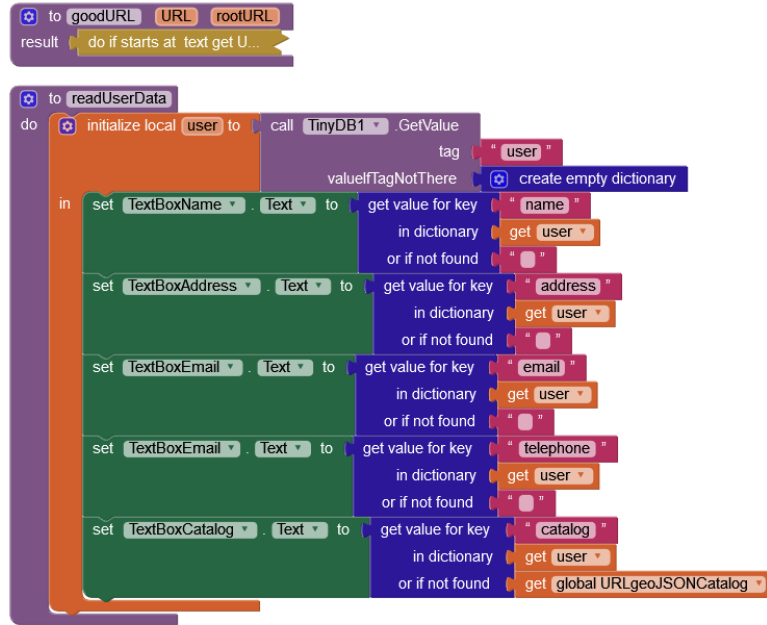 to goodURL URL rootURL
result do if starts at text get U...
to readUserData
do initialize local user to call TinyDB1 .GetValue
tag " user "
valueIfTagNotThere create empty dictionary
in set TextBoxName . Text to get value for key " name "
in dictionary get user
or if not found " "
set TextBoxAddress . Text to get value for key " address "
in dictionary get user
or if not found " "
set TextBoxEmail . Text to get value for key " email "
in dictionary get user
or if not found " "
set TextBoxEmail . Text to get value for key " telephone "
in dictionary get user
or if not found " "
set TextBoxCatalog . Text to get value for key " catalog "
in dictionary get user
or if not found get global URLgeoJSONCatalog